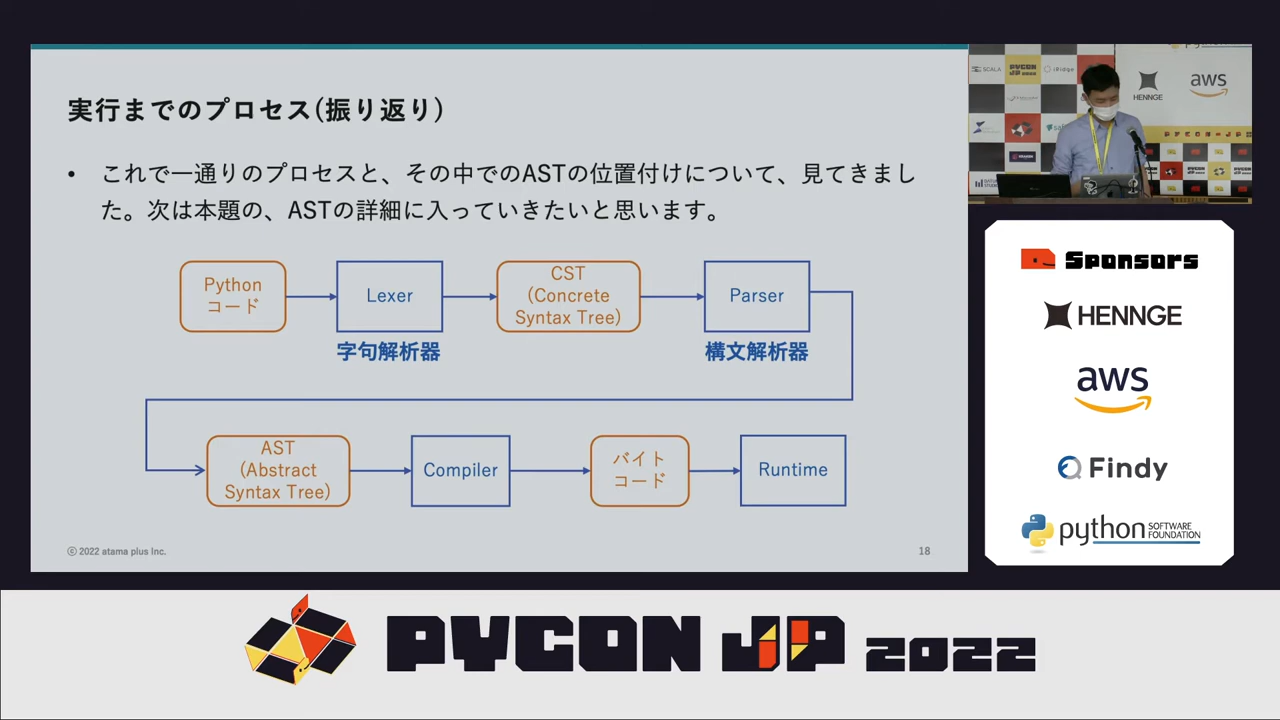 実行までのプロセス(振り返り)
• これで一通りのプロセスと、その中でのASTの位置付けについて、見てきまし
た。次は本題の、ASTの詳細に入っていきたいと思います。
Python
コード
Lexer
字句解析器
CST
(Concrete
Syntax Tree)
Parser
構文解析器
AST
(Abstract
Syntax Tree)
Compiler
バイト
コード
Runtime
© 2022 atama plus Inc.
18
SCALA
PYCON
JP 2022
HENNGE
aws
Sponsors
HENNGE
aws
Findy
python SOFTWARE
FOUNDATION
PYCON JP 2022